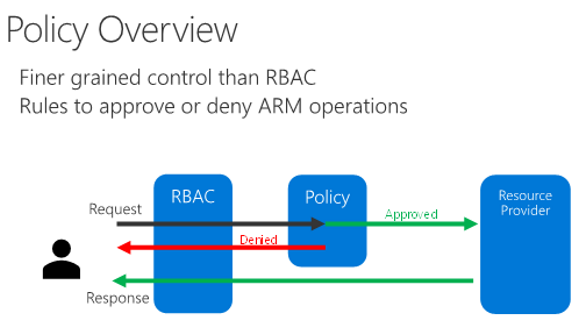 Policy Overview
Finer grained control than RBAC
Rules to approve or deny ARM operations
RBAC
Policy
Resource
Provider
Request
Approved
Denied
Response